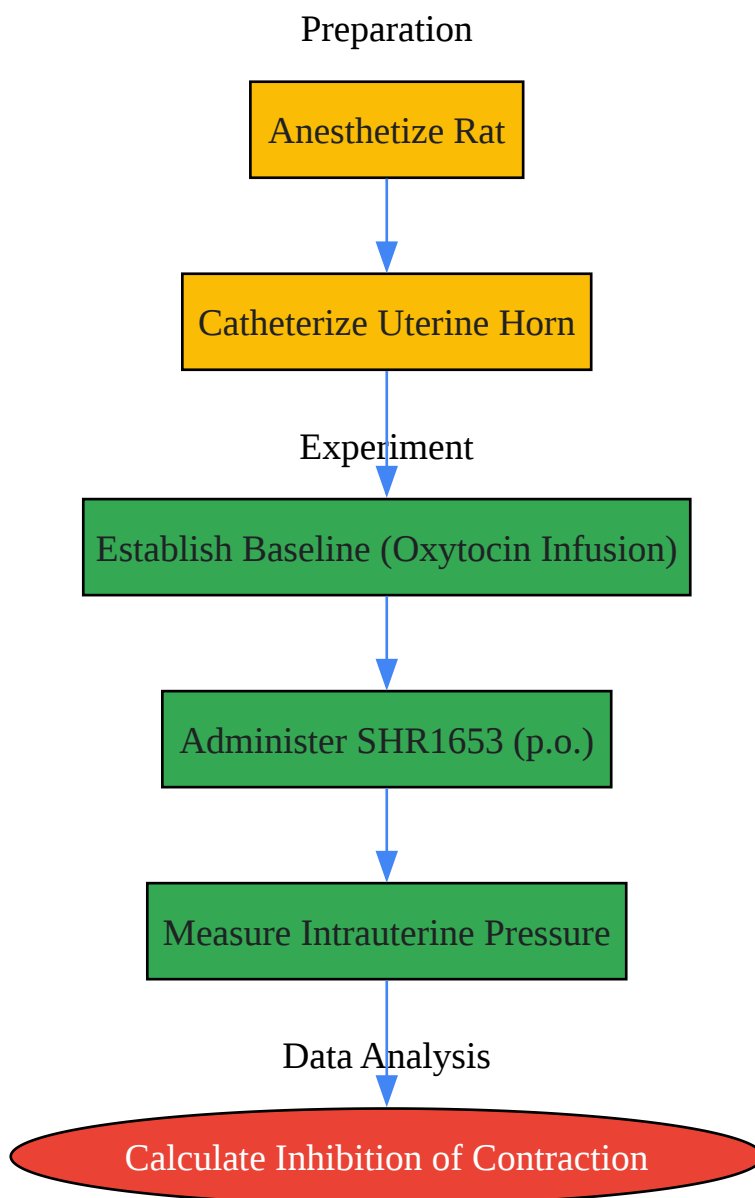 Preparation
Anesthetize Rat
Catheterize Uterine Horn
Experiment
Establish Baseline (Oxytocin Infusion)
Administer SHR1653 (p.o.)
Measure Intrauterine Pressure
Data Analysis
Calculate Inhibition of Contraction